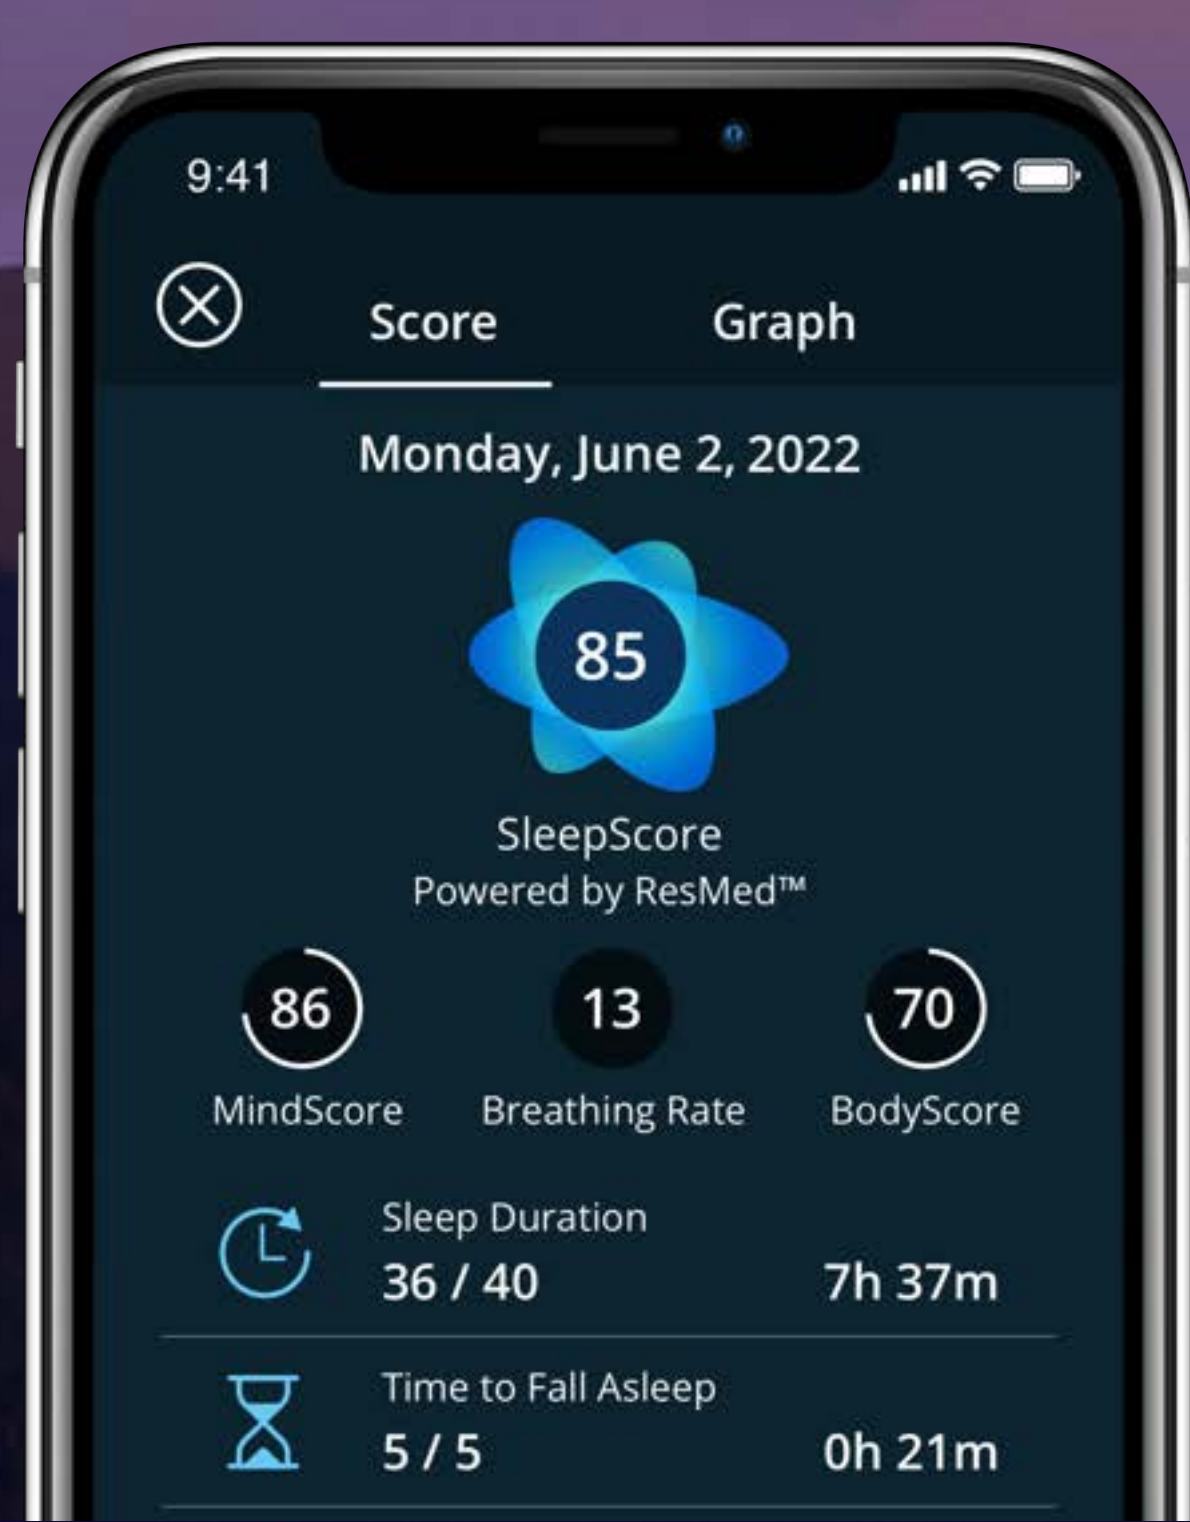 9:41
Score Graph
Monday, June 2, 2022
85
SleepScore
Powered by ResMed™
86 13 70
MindScore Breathing Rate BodyScore
Sleep Duration
36 / 40 7h 37m
Time to Fall Asleep
5 / 5 0h 21m